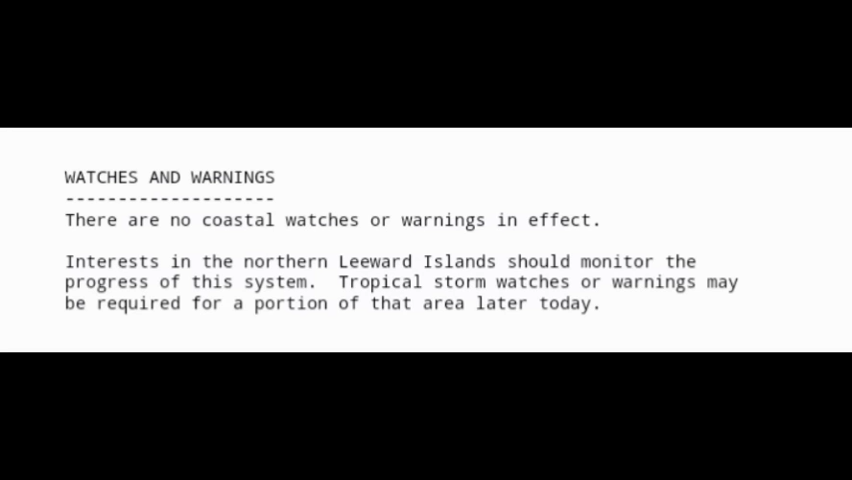 WATCHES AND WARNINGS
--------------------
There are no coastal watches or warnings in effect.
Interests in the northern Leeward Islands should monitor the
progress of this system.  Tropical storm watches or warnings may
be required for a portion of that area later today.